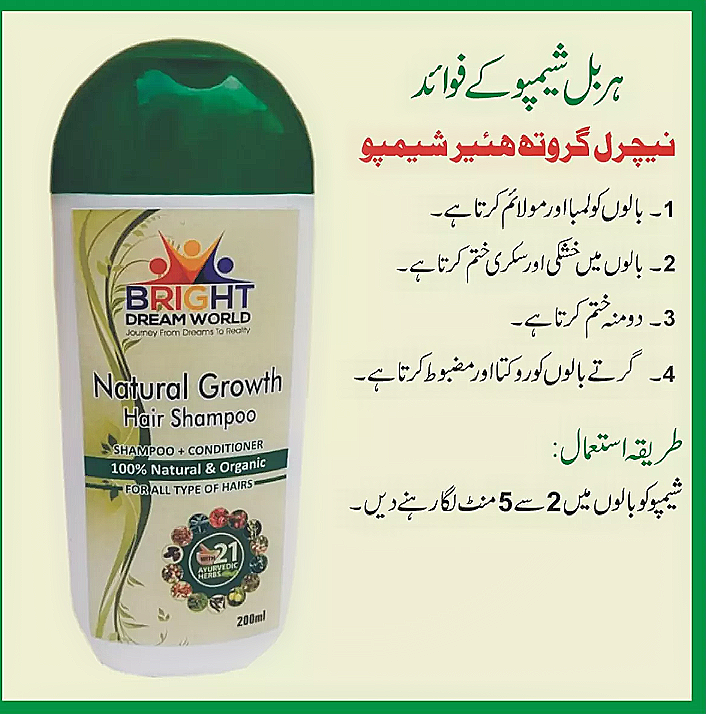 ہربل شیمپو کے فوائد
نیچرل گروتھ ھئیر شیمپو
1۔ بالوں کو لمبا اور مولائم کرتا ہے۔
2۔ بالوں میں خشکی اور سکری ختم کرتا ہے۔
3۔ دو منہ ختم کرتا ہے۔
4۔ گرتے بالوں کو روکتا اور مضبوط کرتا ہے۔
طریقہ استعمال:
شیمپو کو بالوں میں 2 سے 5 منٹ لگا رہنے دیں۔
BRIGHT
DREAM WORLD
Journey From Dreams To Reality
Natural Growth
Hair Shampoo
SHAMPOO + CONDITIONER
100% Natural & Organic
FOR ALL TYPE OF HAIRS
WITH 21
AYURVEDIC
HERBS
200ml